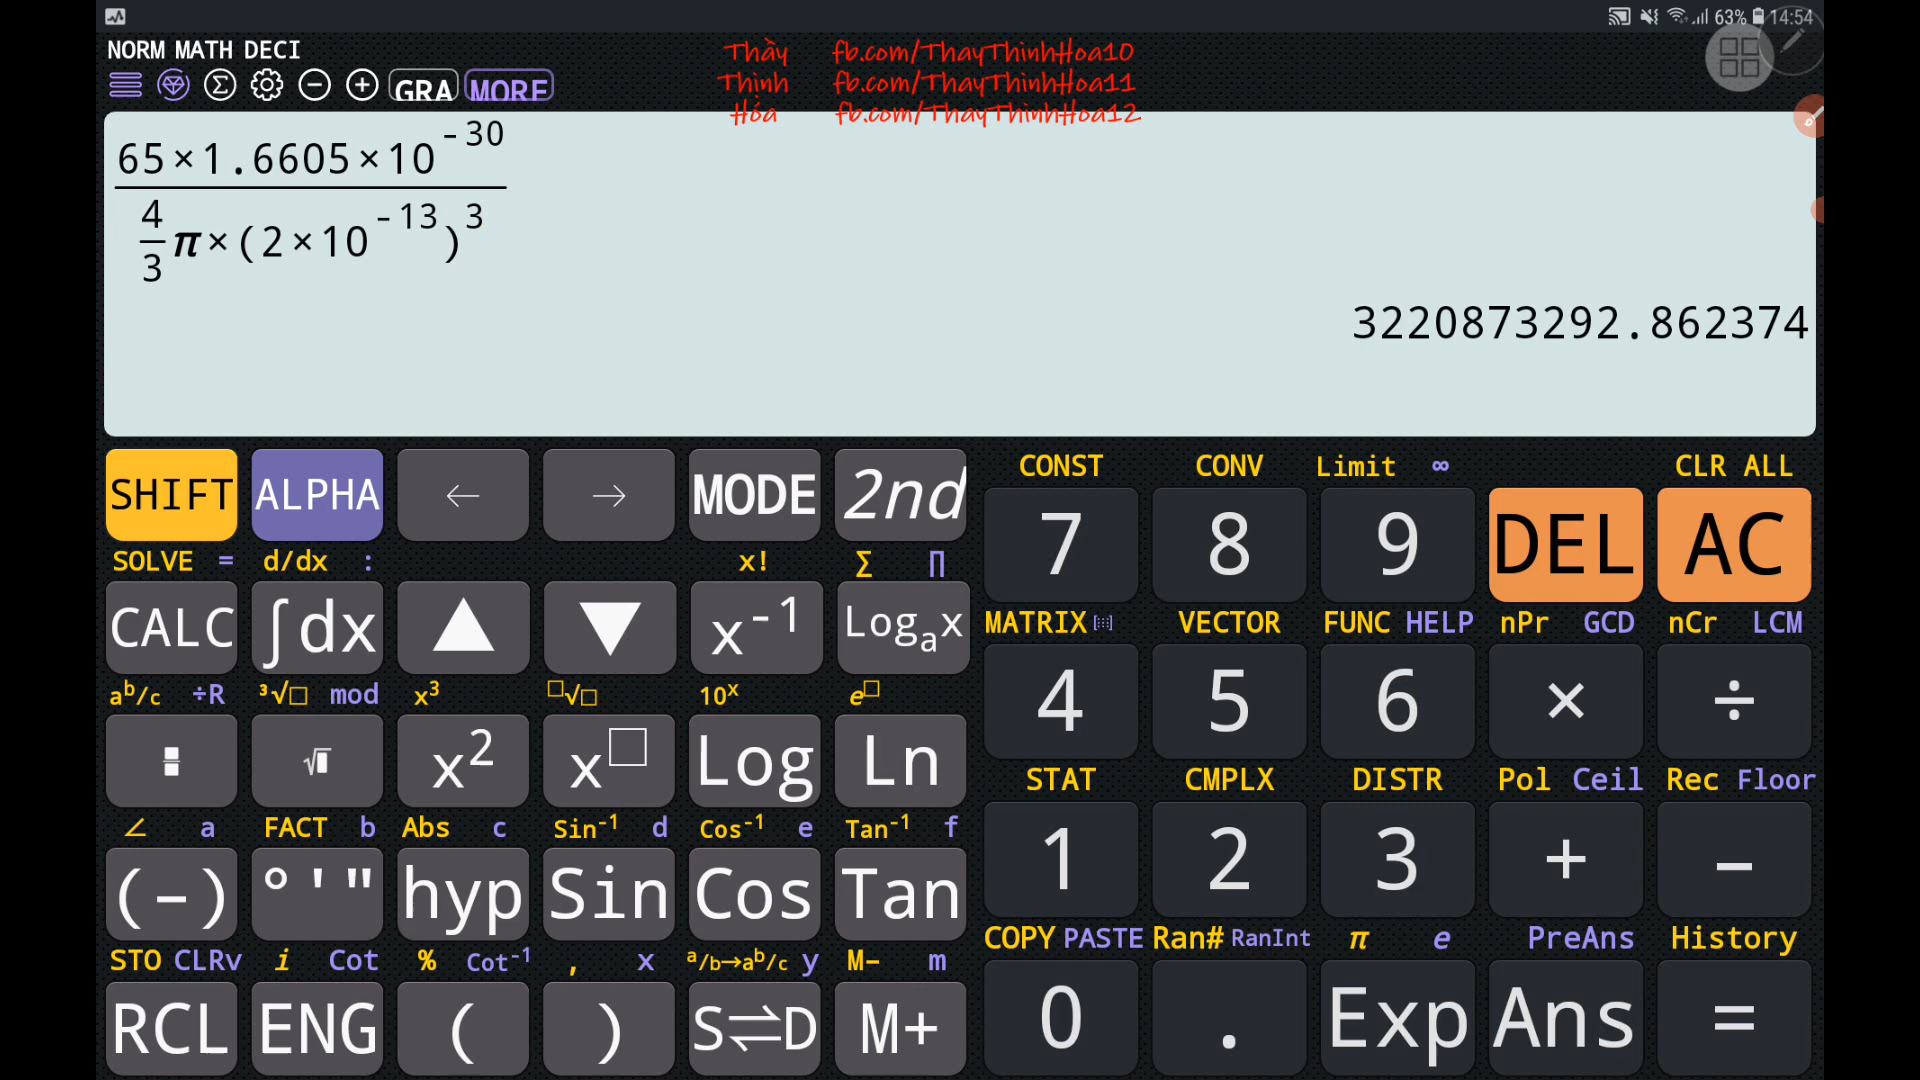 63% 14:54
NORM MATH DECI
GRA MORE
Thầy fb.com/ThayThinhHoa10
Thịnh fb.com/ThayThinhHoa11
Hóa fb.com/ThayThinhHoa12
65×1.6605×10^-30
4/3 π×(2×10^-13)^3
3220873292.862374
SHIFT ALPHA ← → MODE 2nd
CONST CONV Limit ∞ CLR ALL
7 8 9 DEL AC
SOLVE = d/dx : x! ∑ ∏
CALC ∫dx ▲ ▼ x^-1 Log_a x
MATRIX VECTOR FUNC HELP nPr GCD nCr LCM
4 5 6 × ÷
a^b/c ÷R ³√□ mod x³ □√□ 10^x e^□
√ x² x^□ Log Ln
STAT CMPLX DISTR Pol Ceil Rec Floor
1 2 3 + −
∠ a FACT b Abs c Sin^-1 d Cos^-1 e Tan^-1 f
(−) °'" hyp Sin Cos Tan
COPY PASTE Ran# RanInt π e PreAns History
0 . Exp Ans =
STO CLRv i Cot % Cot^-1 , x a/b→a^b/c y M− m
RCL ENG ( ) S⇌D M+